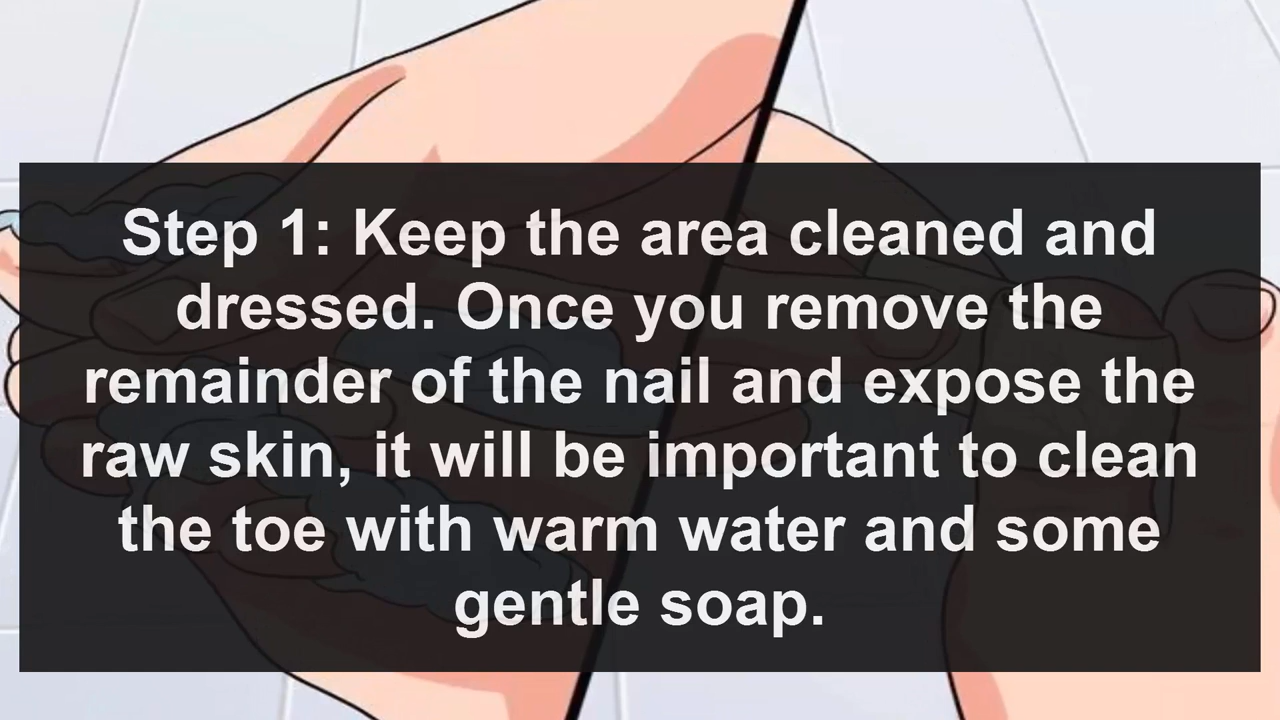 Step 1: Keep the area cleaned and
dressed. Once you remove the
remainder of the nail and expose the
raw skin, it will be important to clean
the toe with warm water and some
gentle soap.